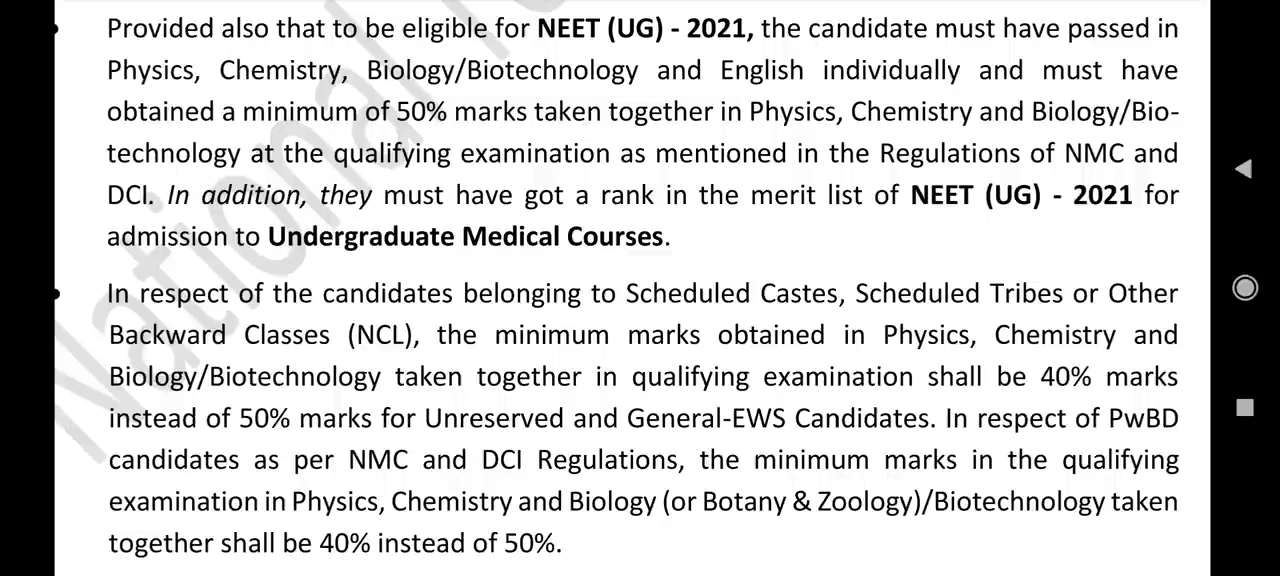 Provided also that to be eligible for NEET (UG) - 2021, the candidate must have passed in
Physics, Chemistry, Biology/Biotechnology and English individually and must have
obtained a minimum of 50% marks taken together in Physics, Chemistry and Biology/Bio-
technology at the qualifying examination as mentioned in the Regulations of NMC and
DCI. In addition, they must have got a rank in the merit list of NEET (UG) - 2021 for
admission to Undergraduate Medical Courses.
In respect of the candidates belonging to Scheduled Castes, Scheduled Tribes or Other
Backward Classes (NCL), the minimum marks obtained in Physics, Chemistry and
Biology/Biotechnology taken together in qualifying examination shall be 40% marks
instead of 50% marks for Unreserved and General-EWS Candidates. In respect of PwBD
candidates as per NMC and DCI Regulations, the minimum marks in the qualifying
examination in Physics, Chemistry and Biology (or Botany & Zoology)/Biotechnology taken
together shall be 40% instead of 50%.
National